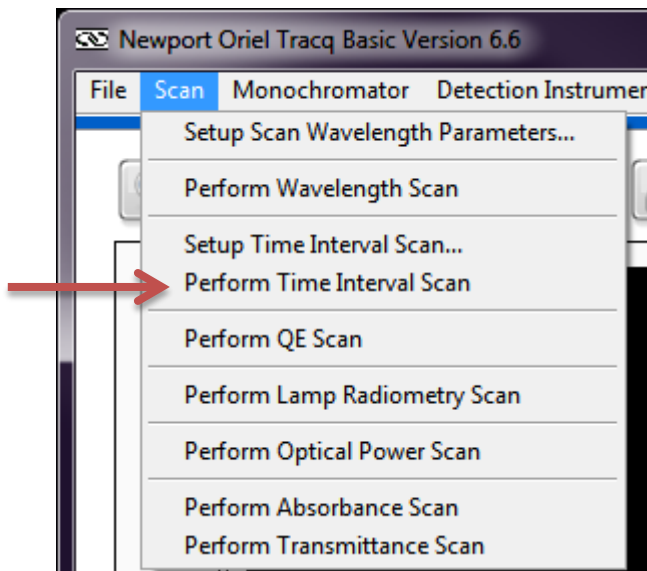 Newport Oriel Tracq Basic Version 6.6
File Scan Monochromator Detection Instrumen
Setup Scan Wavelength Parameters...
Perform Wavelength Scan
Setup Time Interval Scan...
Perform Time Interval Scan
Perform QE Scan
Perform Lamp Radiometry Scan
Perform Optical Power Scan
Perform Absorbance Scan
Perform Transmittance Scan